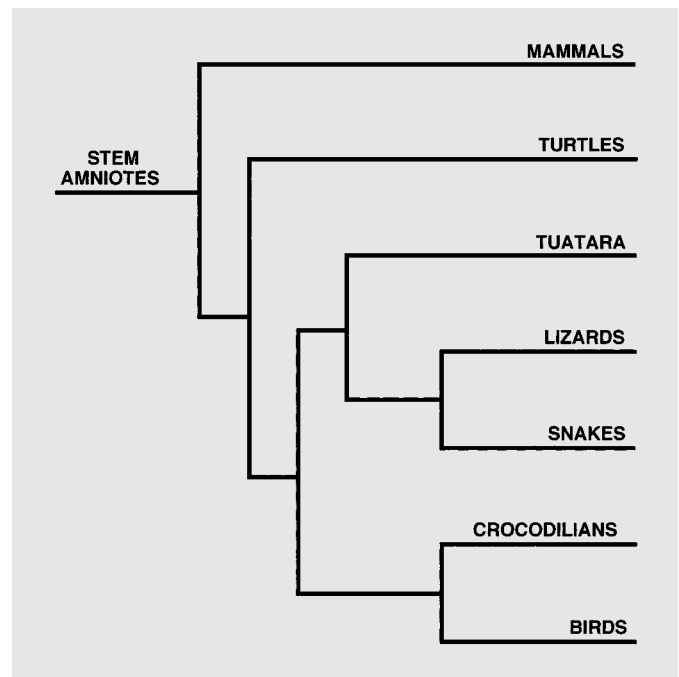 MAMMALS
TURTLES
STEM
AMNIOTES
TUATARA
LIZARDS
SNAKES
CROCODILIANS
BIRDS